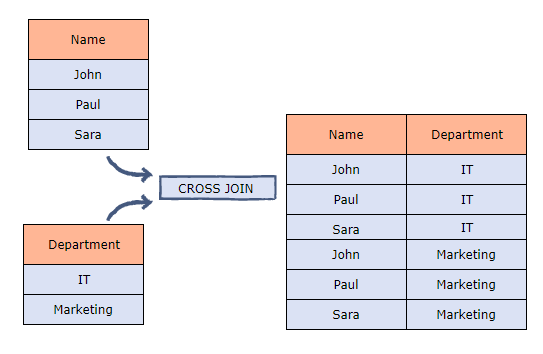 Name
John
Paul
Sara
Department
IT
Marketing
CROSS JOIN
Name Department
John IT
Paul IT
Sara IT
John Marketing
Paul Marketing
Sara Marketing